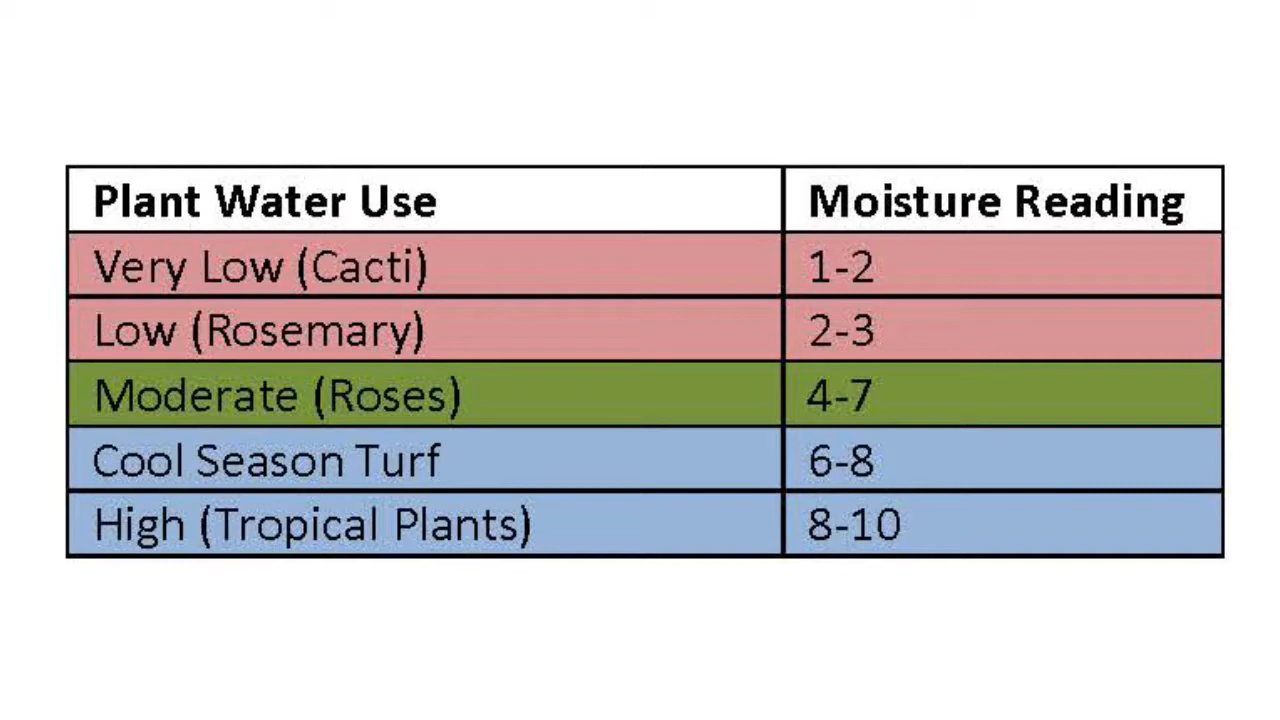 Plant Water Use Moisture Reading
Very Low (Cacti) 1-2
Low (Rosemary) 2-3
Moderate (Roses) 4-7
Cool Season Turf 6-8
High (Tropical Plants) 8-10